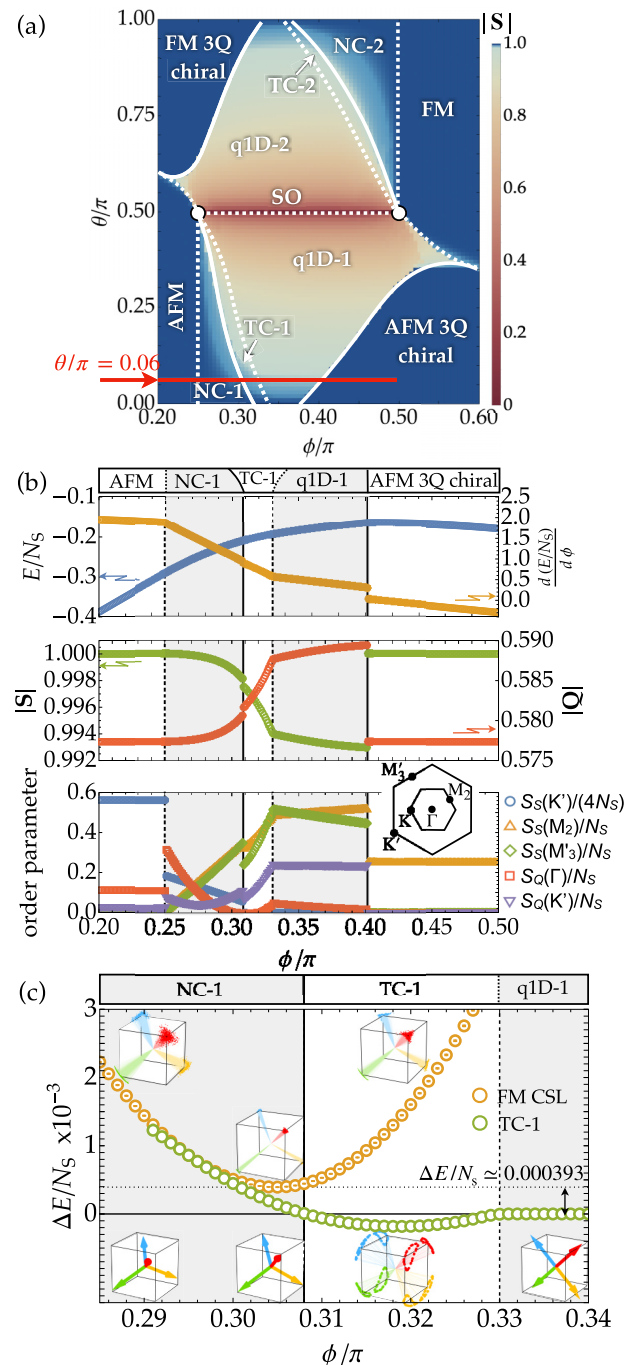 (a)
|S|
FM 3Q
chiral
NC-2
TC-2
FM
q1D-2
SO
q1D-1
AFM
TC-1
AFM 3Q
chiral
θ/π = 0.06
NC-1
1.00
0.75
0.50
0.25
0.00
θ/π
0.20 0.30 0.40 0.50 0.60
ϕ/π
1.0
0.8
0.6
0.4
0.2
0
(b)
AFM NC-1 TC-1 q1D-1 AFM 3Q chiral
−0.1
−0.2
−0.3
−0.4
E/N_S
2.5
2.0
1.5
1.0
0.5
0.0
d (E/N_S) / d ϕ
1.000
0.998
0.996
0.994
0.992
|S|
0.590
0.585
0.580
0.575
|Q|
0.6
0.4
0.2
0.0
order parameter
M′₃
M₂
K Γ
K′
S_S(K')/(4N_S)
S_S(M₂)/N_S
S_S(M'₃)/N_S
S_Q(Γ)/N_S
S_Q(K')/N_S
0.20 0.25 0.30 0.35 0.40 0.45 0.50
ϕ/π
(c)
NC-1 TC-1 q1D-1
3
2
1
0
ΔE/N_S ×10⁻³
FM CSL
TC-1
ΔE/N_s ≃ 0.000393
0.29 0.30 0.31 0.32 0.33 0.34
ϕ/π